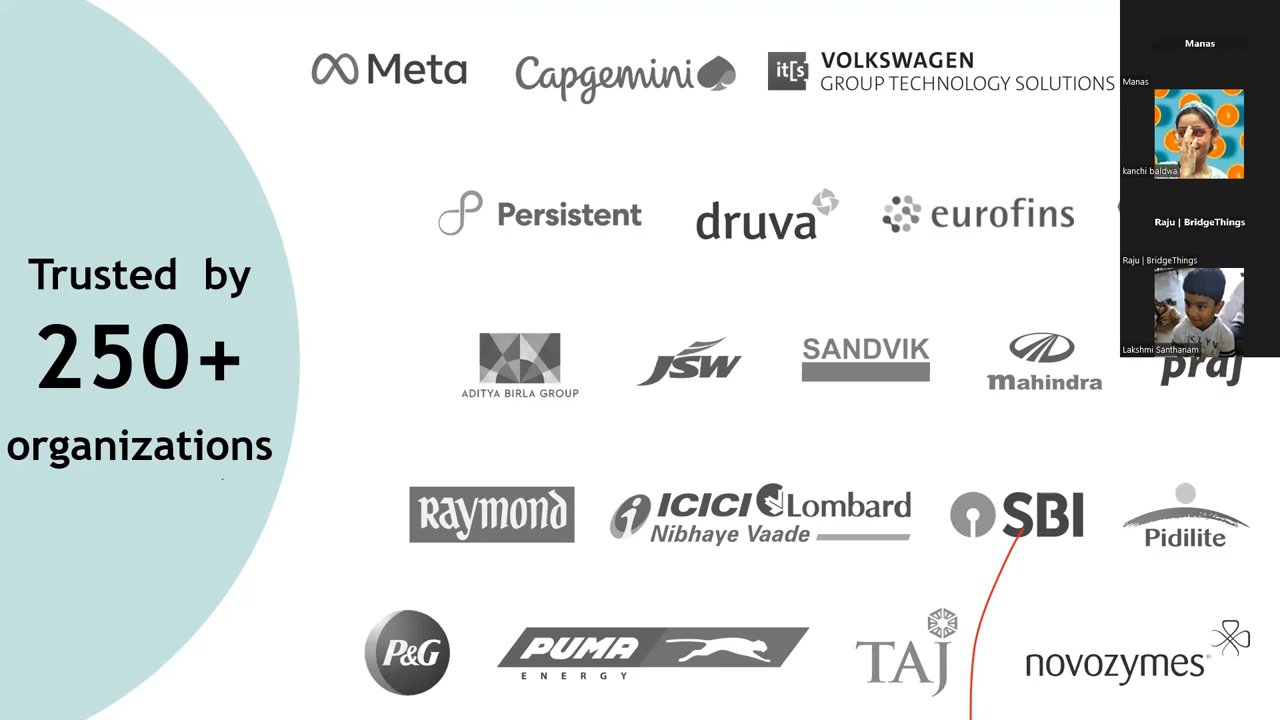 Trusted by
250+
organizations
Meta
Capgemini
it[s
VOLKSWAGEN
GROUP TECHNOLOGY SOLUTIONS
Persistent
druva
eurofins
ADITYA BIRLA GROUP
JSW
SANDVIK
mahindra
praj
Raymond
i ICICI Lombard
Nibhaye Vaade
SBI
Pidilite
P&G
PUMA
ENERGY
TAJ
novozymes
Manas
Manas
kanchi baldwa
Raju | BridgeThings
Raju | BridgeThings
Lakshmi Santhanam